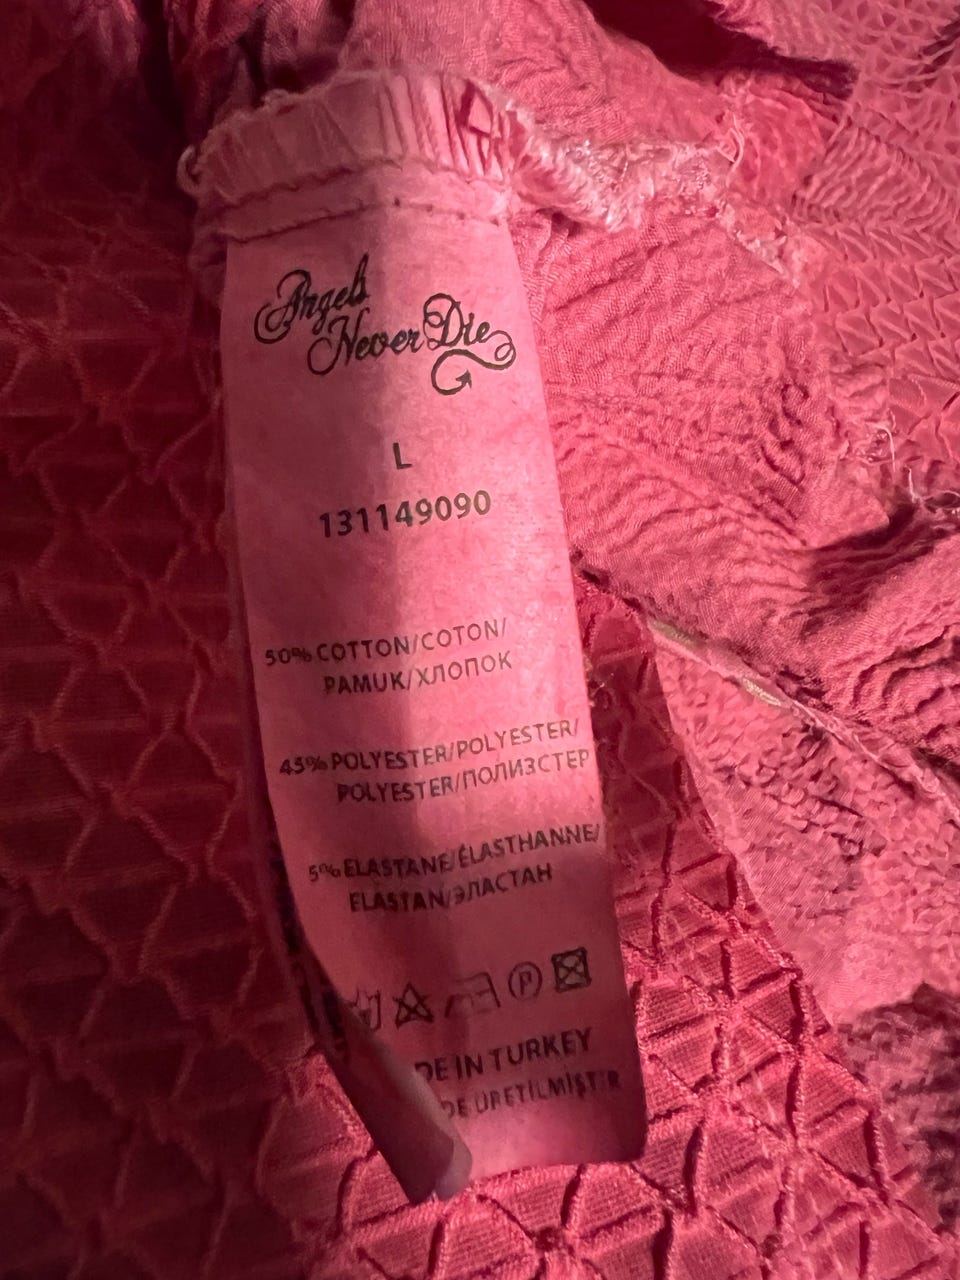 Angels
Never Die
L
131149090
50% COTTON/COTON/
PAMUK/ХЛОПОК
45% POLYESTER/POLYESTER/
POLYESTER/ПОЛИЗСТЕР
5% ELASTANE/ÉLASTHANNE/
ELASTAN/ЭЛАСТАН
P
DE IN TURKEY
DE ÜRETİLMİŞTİR